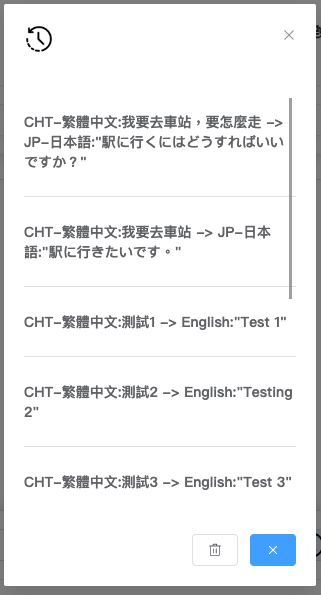 CHT-繁體中文:我要去車站，要怎麼走 ->
JP-日本語:"駅に行くにはどうすればいい
ですか？"
CHT-繁體中文:我要去車站 -> JP-日本
語:"駅に行きたいです。"
CHT-繁體中文:測試1 -> English:"Test 1"
CHT-繁體中文:測試2 -> English:"Testing
2"
CHT-繁體中文:測試3 -> English:"Test 3"